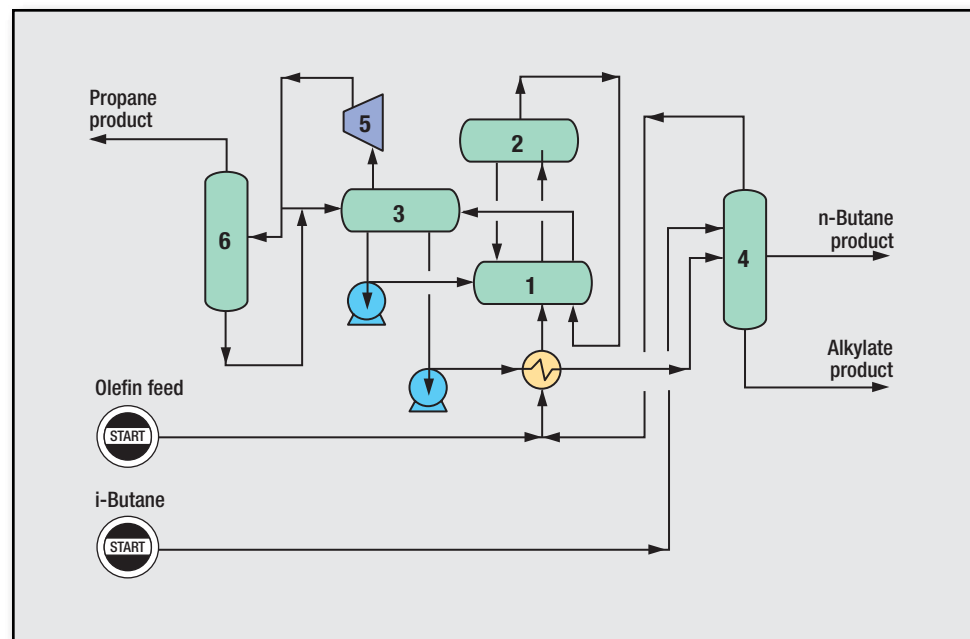 Propane
product
5
2
6
3
4
n-Butane
product
1
Alkylate
product
Olefin feed
START
i-Butane
START